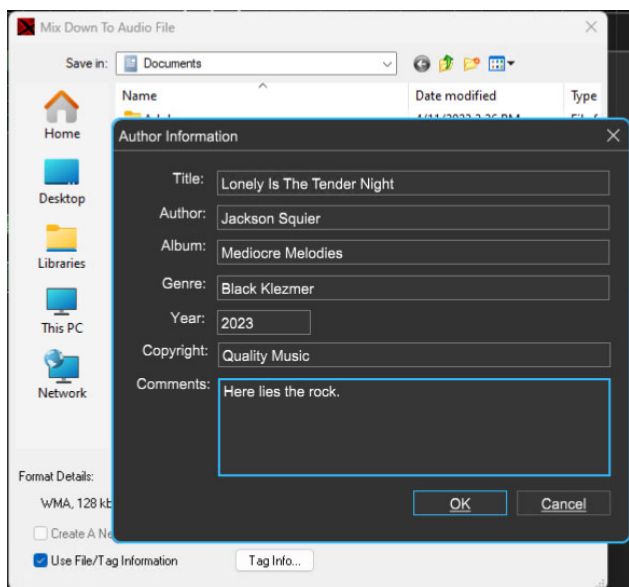 Mix Down To Audio File
Save in: Documents
Name Date modified Type
Home
Author Information
Title: Lonely Is The Tender Night
Desktop
Author: Jackson Squier
Album: Mediocre Melodies
Libraries
Genre: Black Klezmer
Year: 2023
This PC
Copyright: Quality Music
Comments: Here lies the rock.
Network
Format Details:
WMA, 128 kb
OK Cancel
Create A Ne
Use File/Tag Information Tag Info...